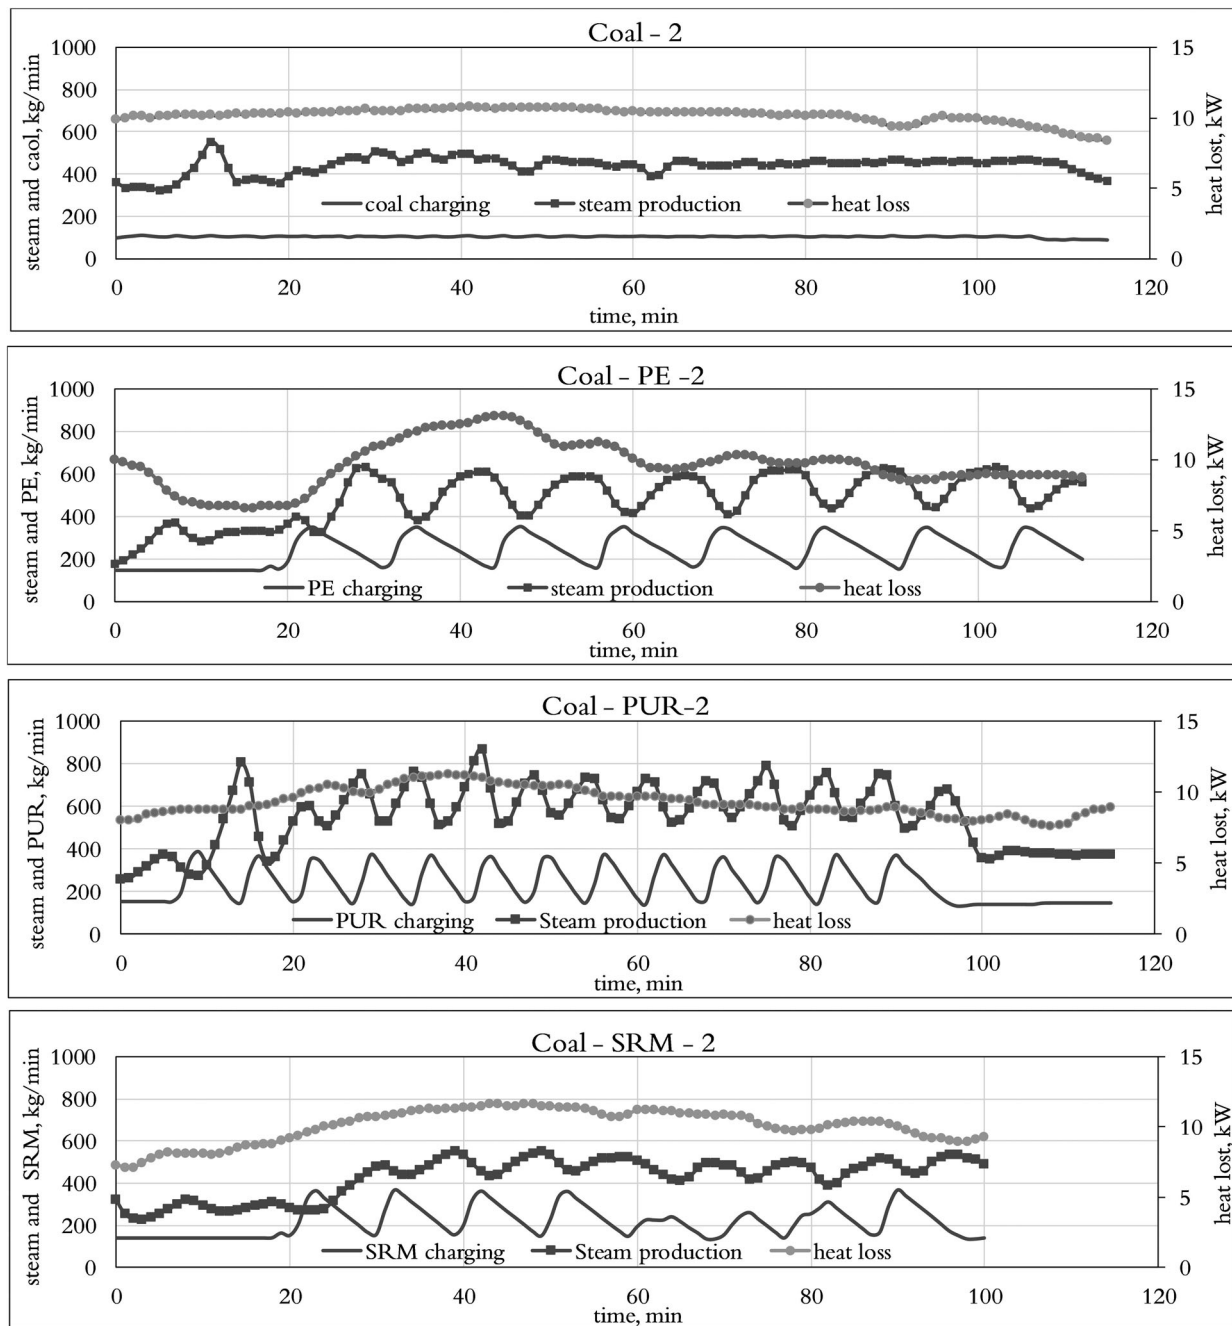 Coal - 2
steam and caol, kg/min
1000
800
600
400
200
0
15
10
5
0
heat lost, kW
coal charging
steam production
heat loss
0 20 40 60 80 100 120
time, min
Coal - PE -2
steam and PE, kg/min
1000
800
600
400
200
0
15
10
5
0
heat lost, kW
PE charging
steam production
heat loss
0 20 40 60 80 100 120
time, min
Coal - PUR-2
steam and PUR, kg/min
1000
800
600
400
200
0
15
10
5
0
heat lost, kW
PUR charging
Steam production
heat loss
0 20 40 60 80 100 120
time, min
Coal - SRM - 2
steam and SRM, kg/min
1000
800
600
400
200
0
15
10
5
0
heat lost, kW
SRM charging
Steam production
heat loss
0 20 40 60 80 100 120
time, min